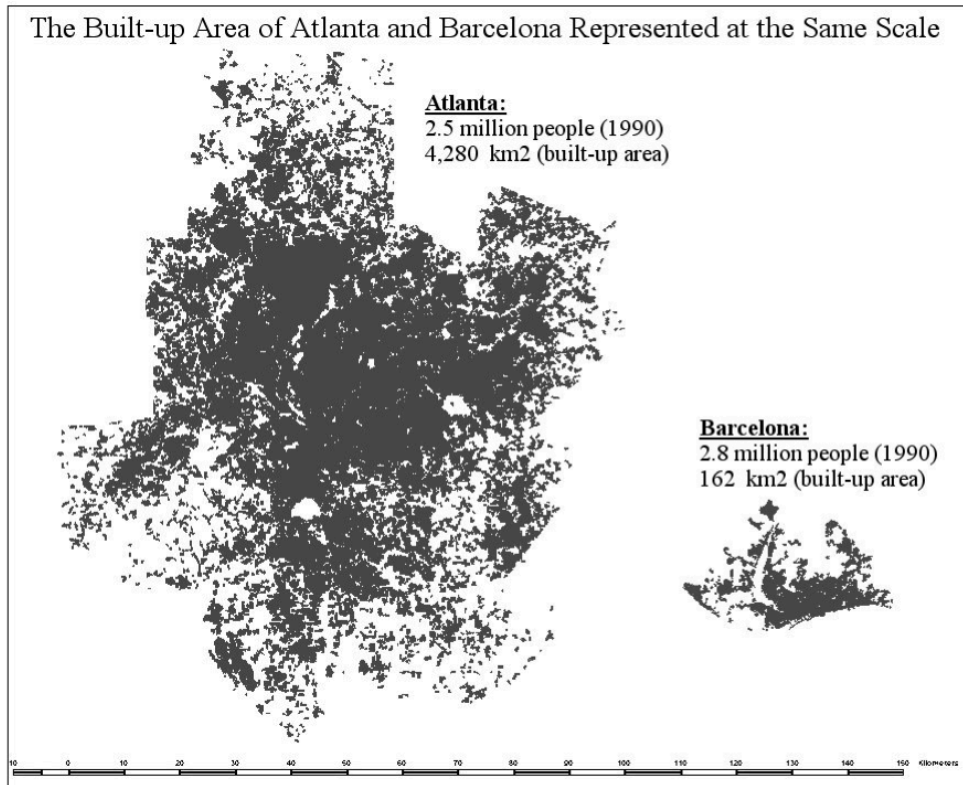 The Built-up Area of Atlanta and Barcelona Represented at the Same Scale
Atlanta:
2.5 million people (1990)
4,280 km2 (built-up area)
Barcelona:
2.8 million people (1990)
162 km2 (built-up area)
10 0 10 20 30 40 50 60 70 80 90 100 110 120 130 140 150 Kilometers